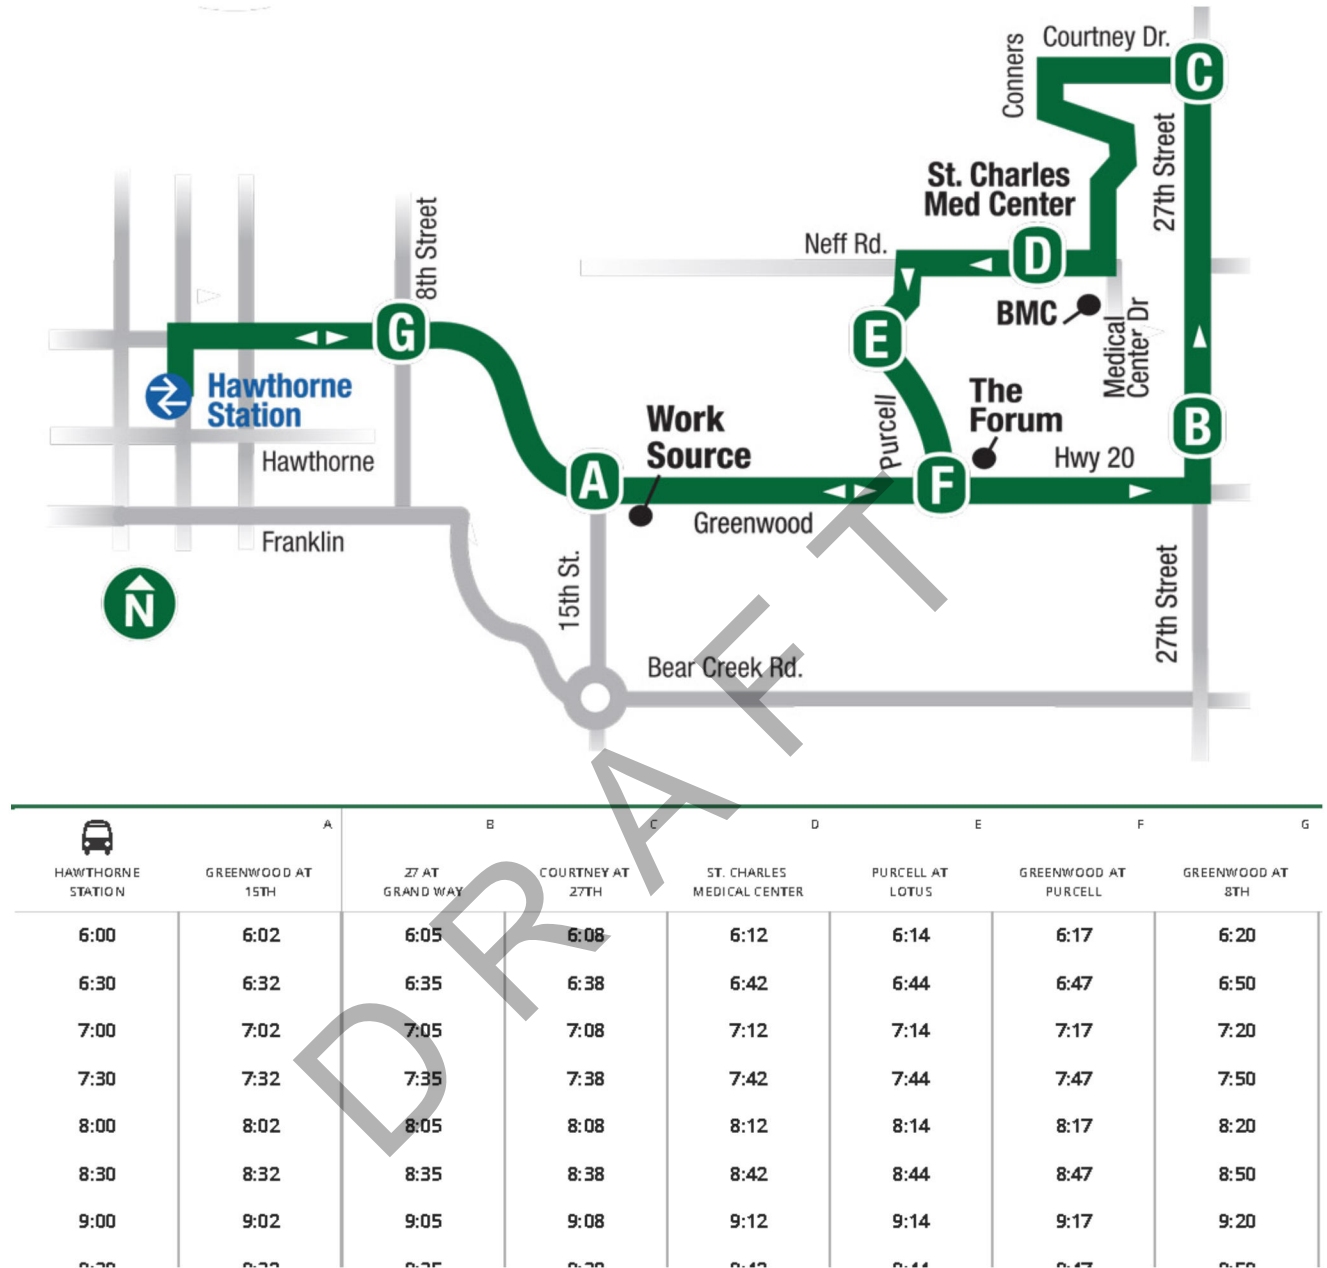 Courtney Dr.
Conners
C
27th Street
St. Charles
Med Center
8th Street
Neff Rd.
D
BMC
Medical
Center Dr
G
E
Hawthorne
Station
The
Forum
B
Purcell
Work
Source
Hwy 20
Hawthorne
A
F
Greenwood
Franklin
15th St.
27th Street
N
Bear Creek Rd.
DRAFT
A B C D E F G
HAWTHORNE GREENWOOD AT 27 AT COURTNEY AT ST. CHARLES PURCELL AT GREENWOOD AT GREENWOOD AT
STATION 15TH GRAND WAY 27TH MEDICAL CENTER LOTUS PURCELL 8TH
6:00 6:02 6:05 6:08 6:12 6:14 6:17 6:20
6:30 6:32 6:35 6:38 6:42 6:44 6:47 6:50
7:00 7:02 7:05 7:08 7:12 7:14 7:17 7:20
7:30 7:32 7:35 7:38 7:42 7:44 7:47 7:50
8:00 8:02 8:05 8:08 8:12 8:14 8:17 8:20
8:30 8:32 8:35 8:38 8:42 8:44 8:47 8:50
9:00 9:02 9:05 9:08 9:12 9:14 9:17 9:20